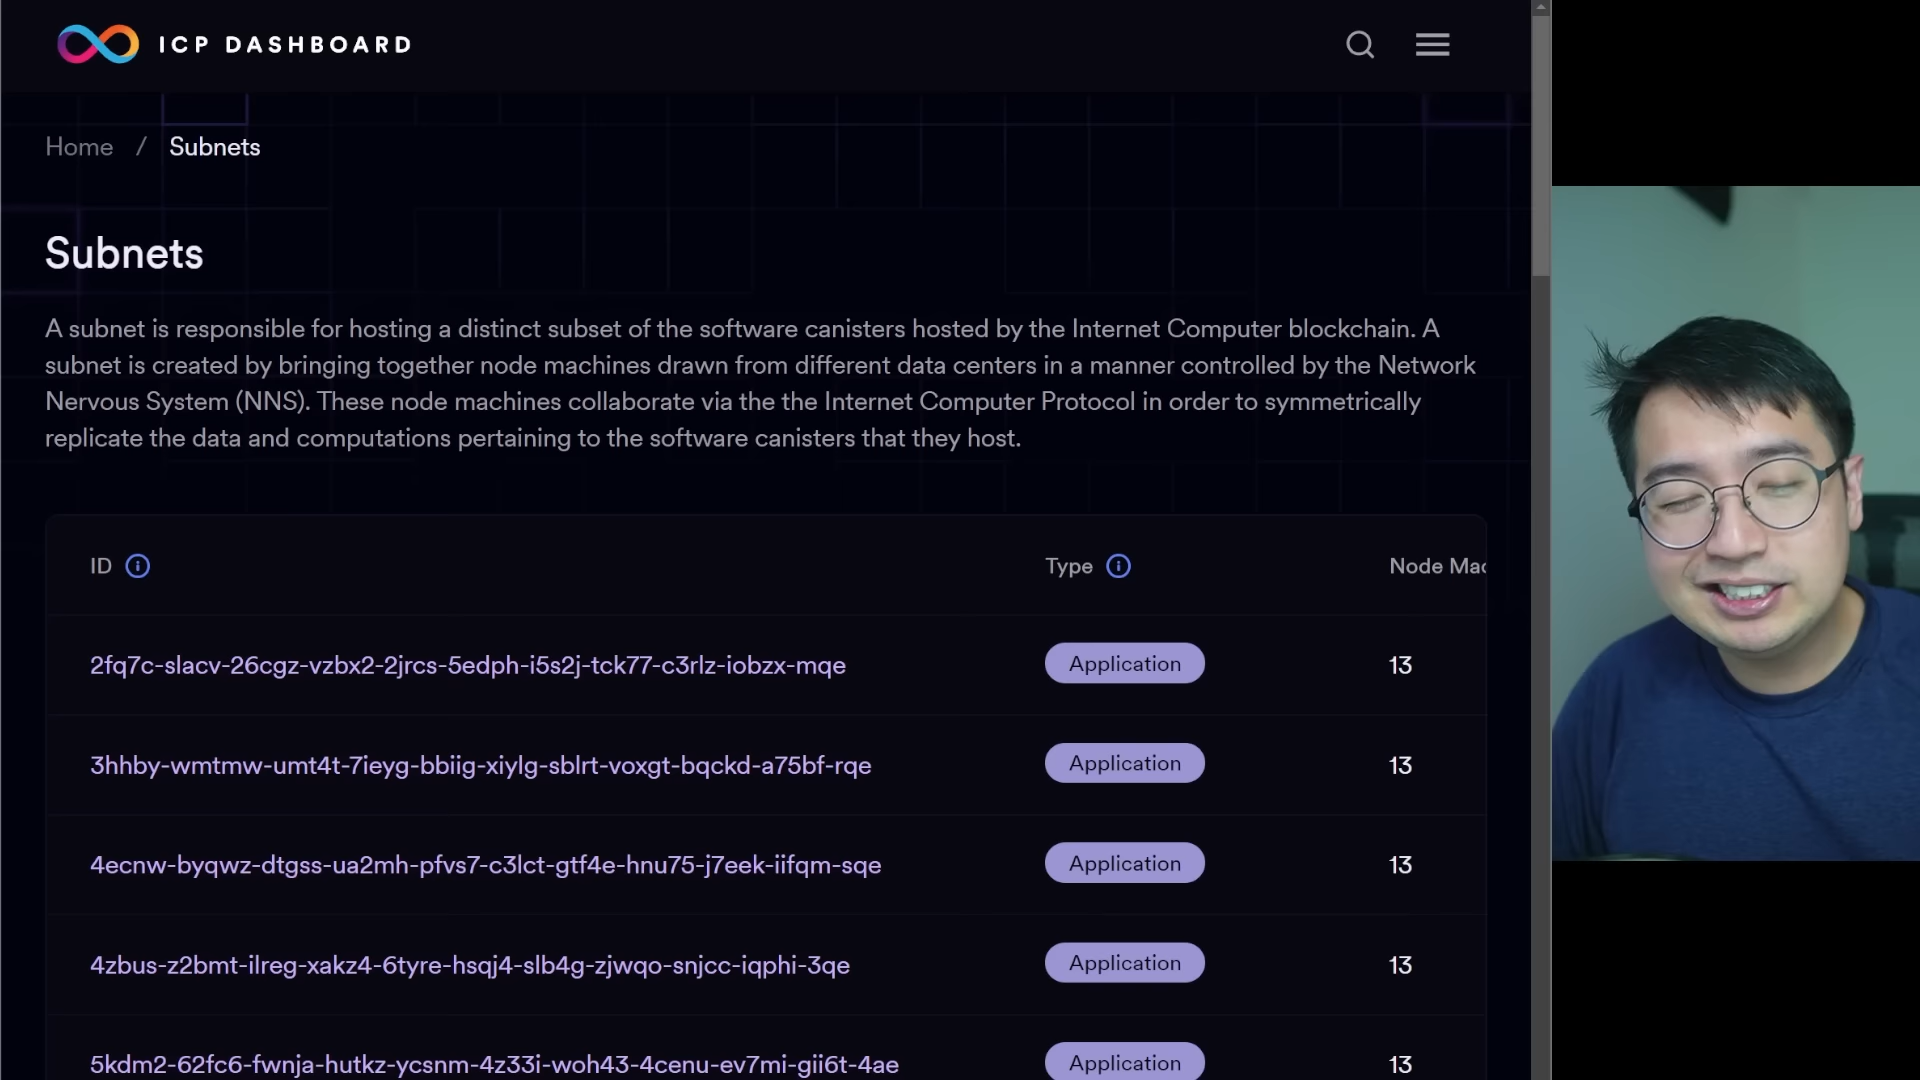 ICP DASHBOARD
Home / Subnets
Subnets
A subnet is responsible for hosting a distinct subset of the software canisters hosted by the Internet Computer blockchain. A
subnet is created by bringing together node machines drawn from different data centers in a manner controlled by the Network
Nervous System (NNS). These node machines collaborate via the the Internet Computer Protocol in order to symmetrically
replicate the data and computations pertaining to the software canisters that they host.
ID Type Node Mac
2fq7c-slacv-26cgz-vzbx2-2jrcs-5edph-i5s2j-tck77-c3rlz-iobzx-mqe Application 13
3hhby-wmtmw-umt4t-7ieyg-bbiig-xiylg-sblrt-voxgt-bqckd-a75bf-rqe Application 13
4ecnw-byqwz-dtgss-ua2mh-pfvs7-c3lct-gtf4e-hnu75-j7eek-iifqm-sqe Application 13
4zbus-z2bmt-ilreg-xakz4-6tyre-hsqj4-slb4g-zjwqo-snjcc-iqphi-3qe Application 13
5kdm2-62fc6-fwnja-hutkz-ycsnm-4z33i-woh43-4cenu-ev7mi-gii6t-4ae Application 13